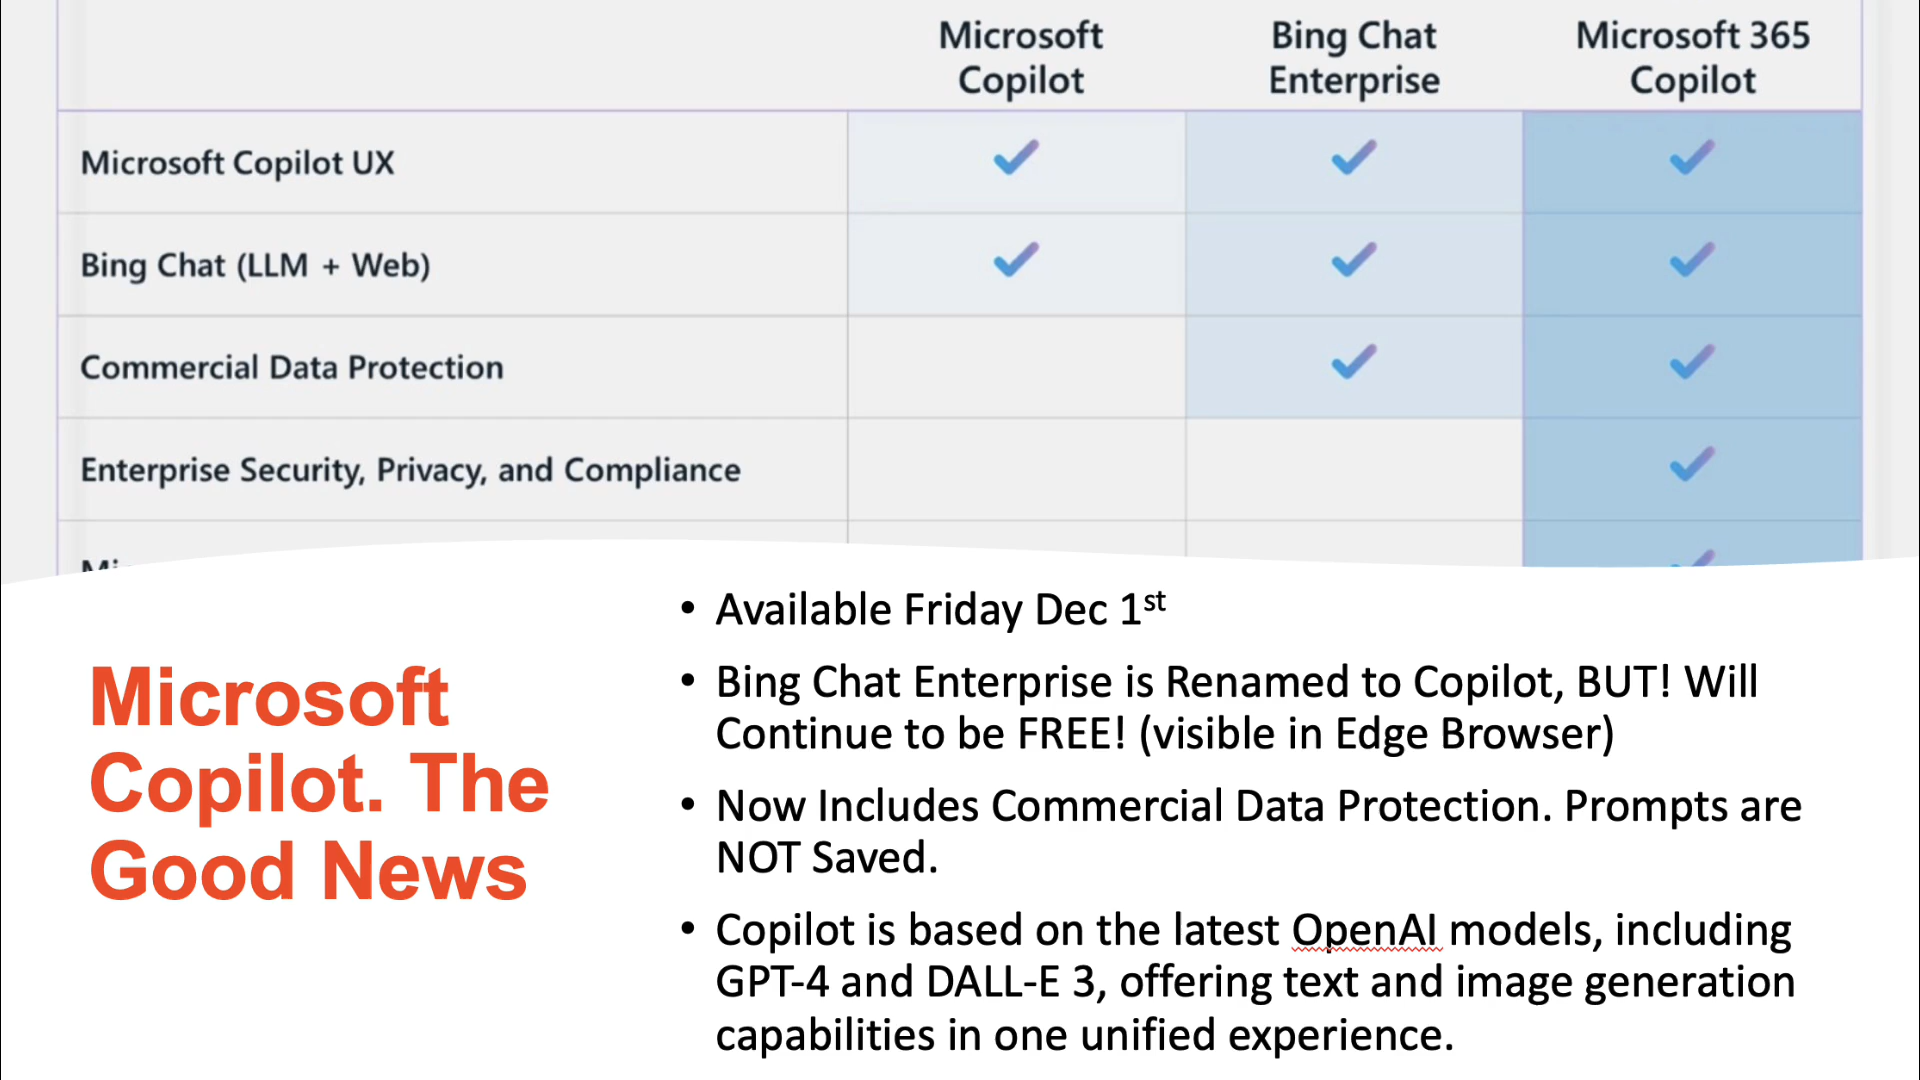 Microsoft
Copilot
Bing Chat
Enterprise
Microsoft 365
Copilot
Microsoft Copilot UX
Bing Chat (LLM + Web)
Commercial Data Protection
Enterprise Security, Privacy, and Compliance
Microsoft
Copilot. The
Good News
• Available Friday Dec 1st
• Bing Chat Enterprise is Renamed to Copilot, BUT! Will
Continue to be FREE! (visible in Edge Browser)
• Now Includes Commercial Data Protection. Prompts are
NOT Saved.
• Copilot is based on the latest OpenAI models, including
GPT-4 and DALL-E 3, offering text and image generation
capabilities in one unified experience.